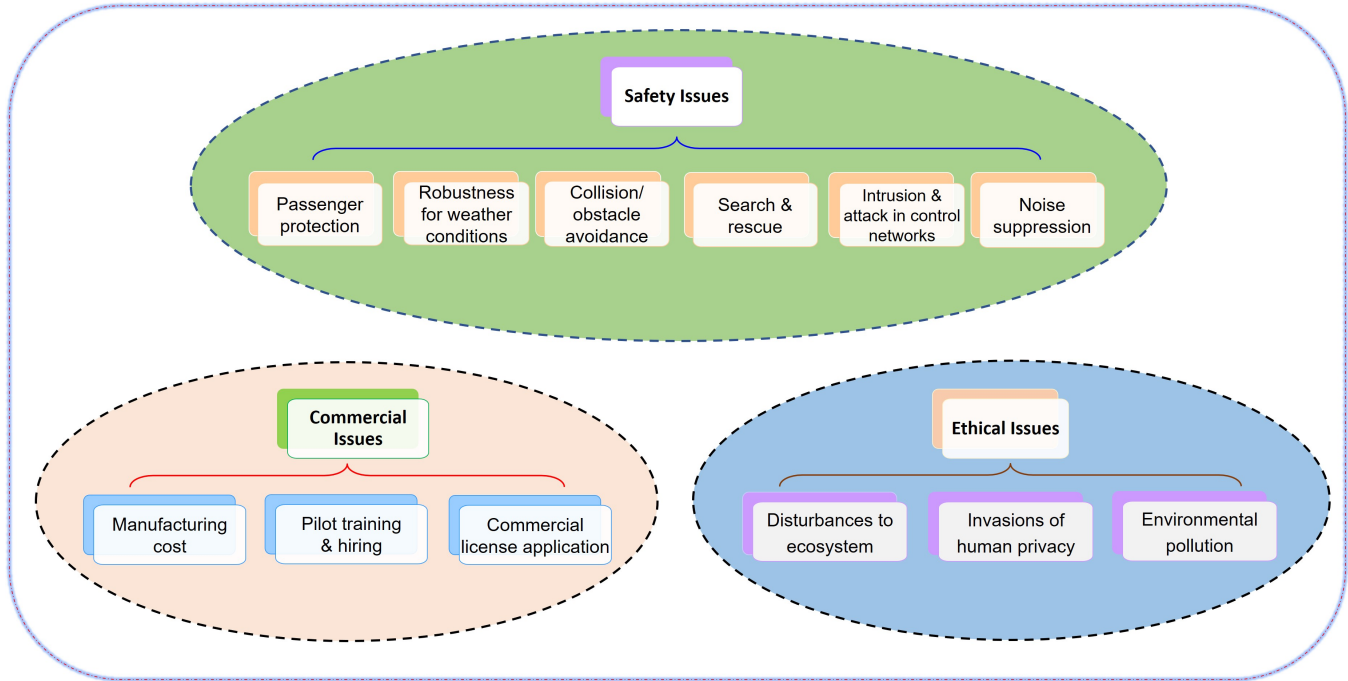 Safety Issues
Passenger
protection
Robustness
for weather
conditions
Collision/
obstacle
avoidance
Search &
rescue
Intrusion &
attack in control
networks
Noise
suppression
Commercial
Issues
Manufacturing
cost
Pilot training
& hiring
Commercial
license application
Ethical Issues
Disturbances to
ecosystem
Invasions of
human privacy
Environmental
pollution